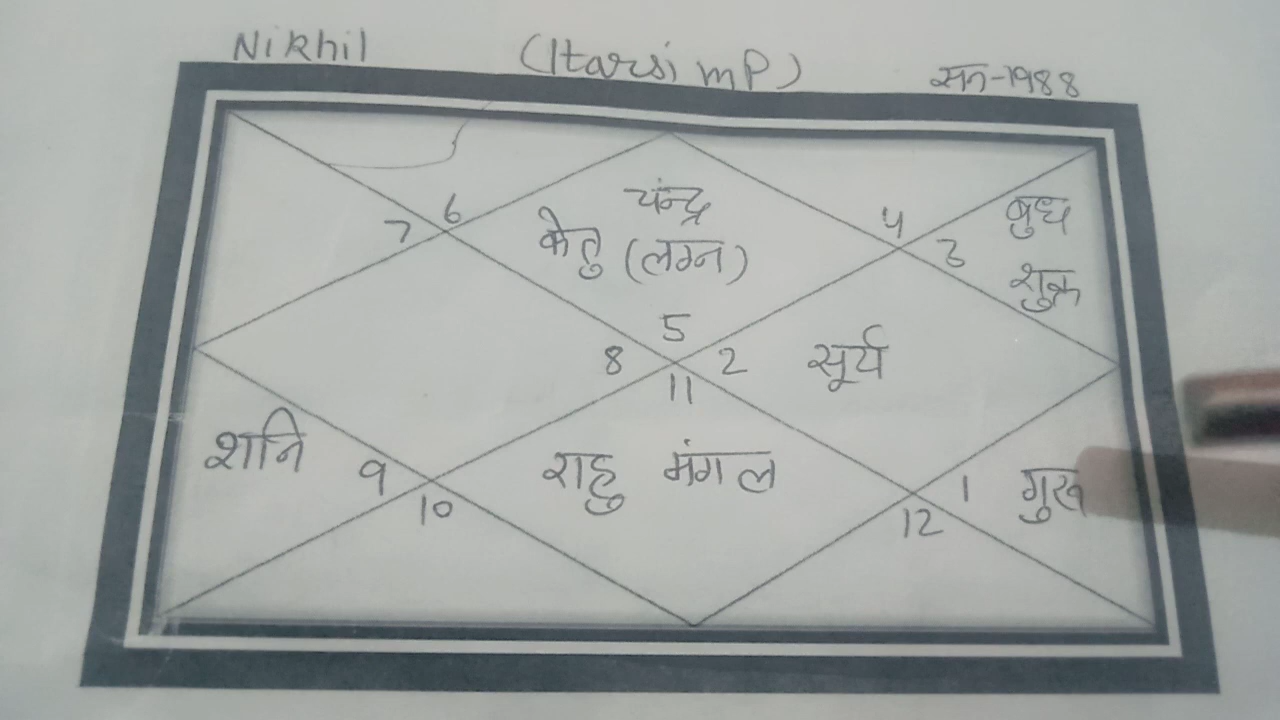 Nikhil (Itarsi MP) सन-1988
चंन्द्र
केतु (लग्न)
6
7
4
3
बुध
शुक्र
5
8 2 सूर्य
11
शनि 9
10
राहु मंगल
1 गुरू
12